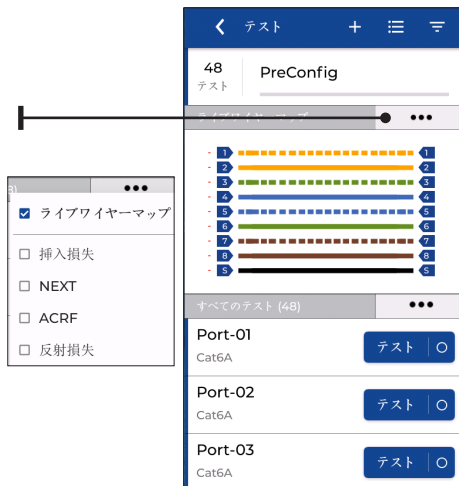 テスト
48
テスト
PreConfig
ライブワイヤーマップ
1 1
2 2
3 3
4 4
5 5
6 6
7 7
8 8
S S
ライブワイヤーマップ
挿入損失
NEXT
ACRF
反射損失
すべてのテスト (48)
Port-01
Cat6A
テスト
Port-02
Cat6A
テスト
Port-03
Cat6A
テスト